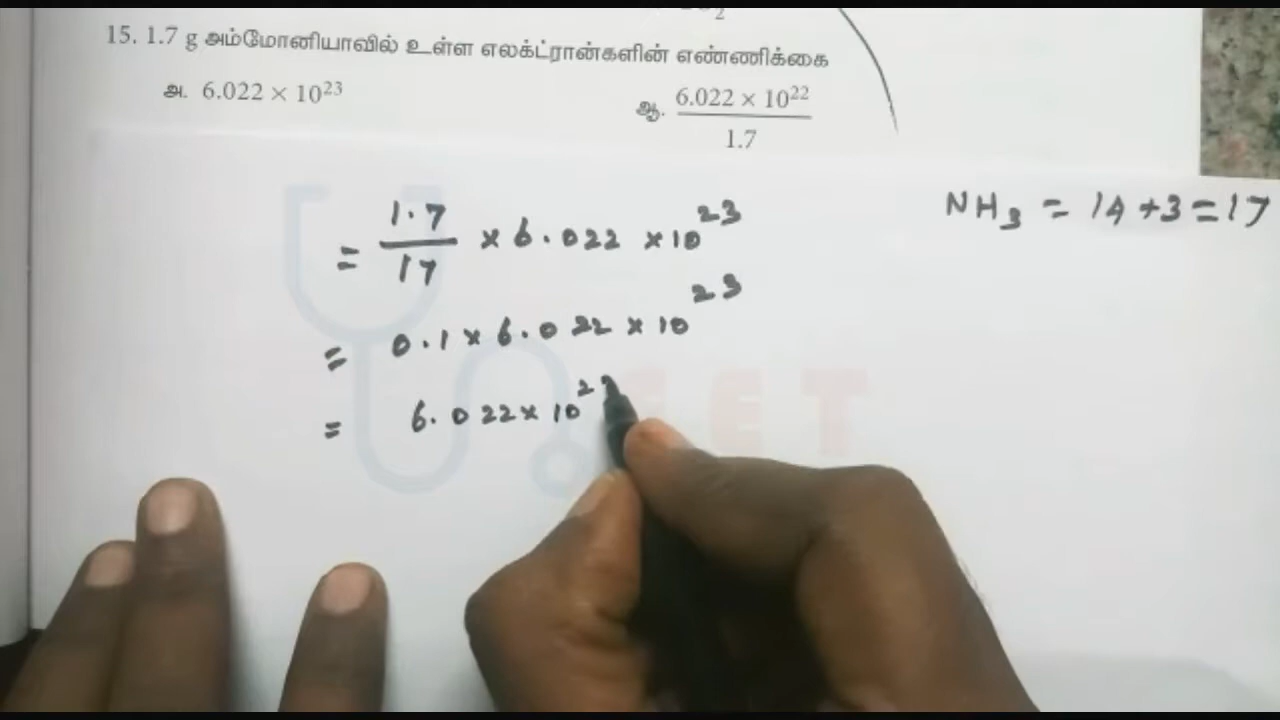 15. 1.7 g அம்மோனியாவில் உள்ள எலக்ட்ரான்களின் எண்ணிக்கை
அ. 6.022 × 10²³
ஆ. 6.022 × 10²²
1.7
NH₃ = 14 + 3 = 17
= 1.7
17
× 6.022 × 10²³
= 0.1 × 6.022 × 10²³
= 6.022 × 10²